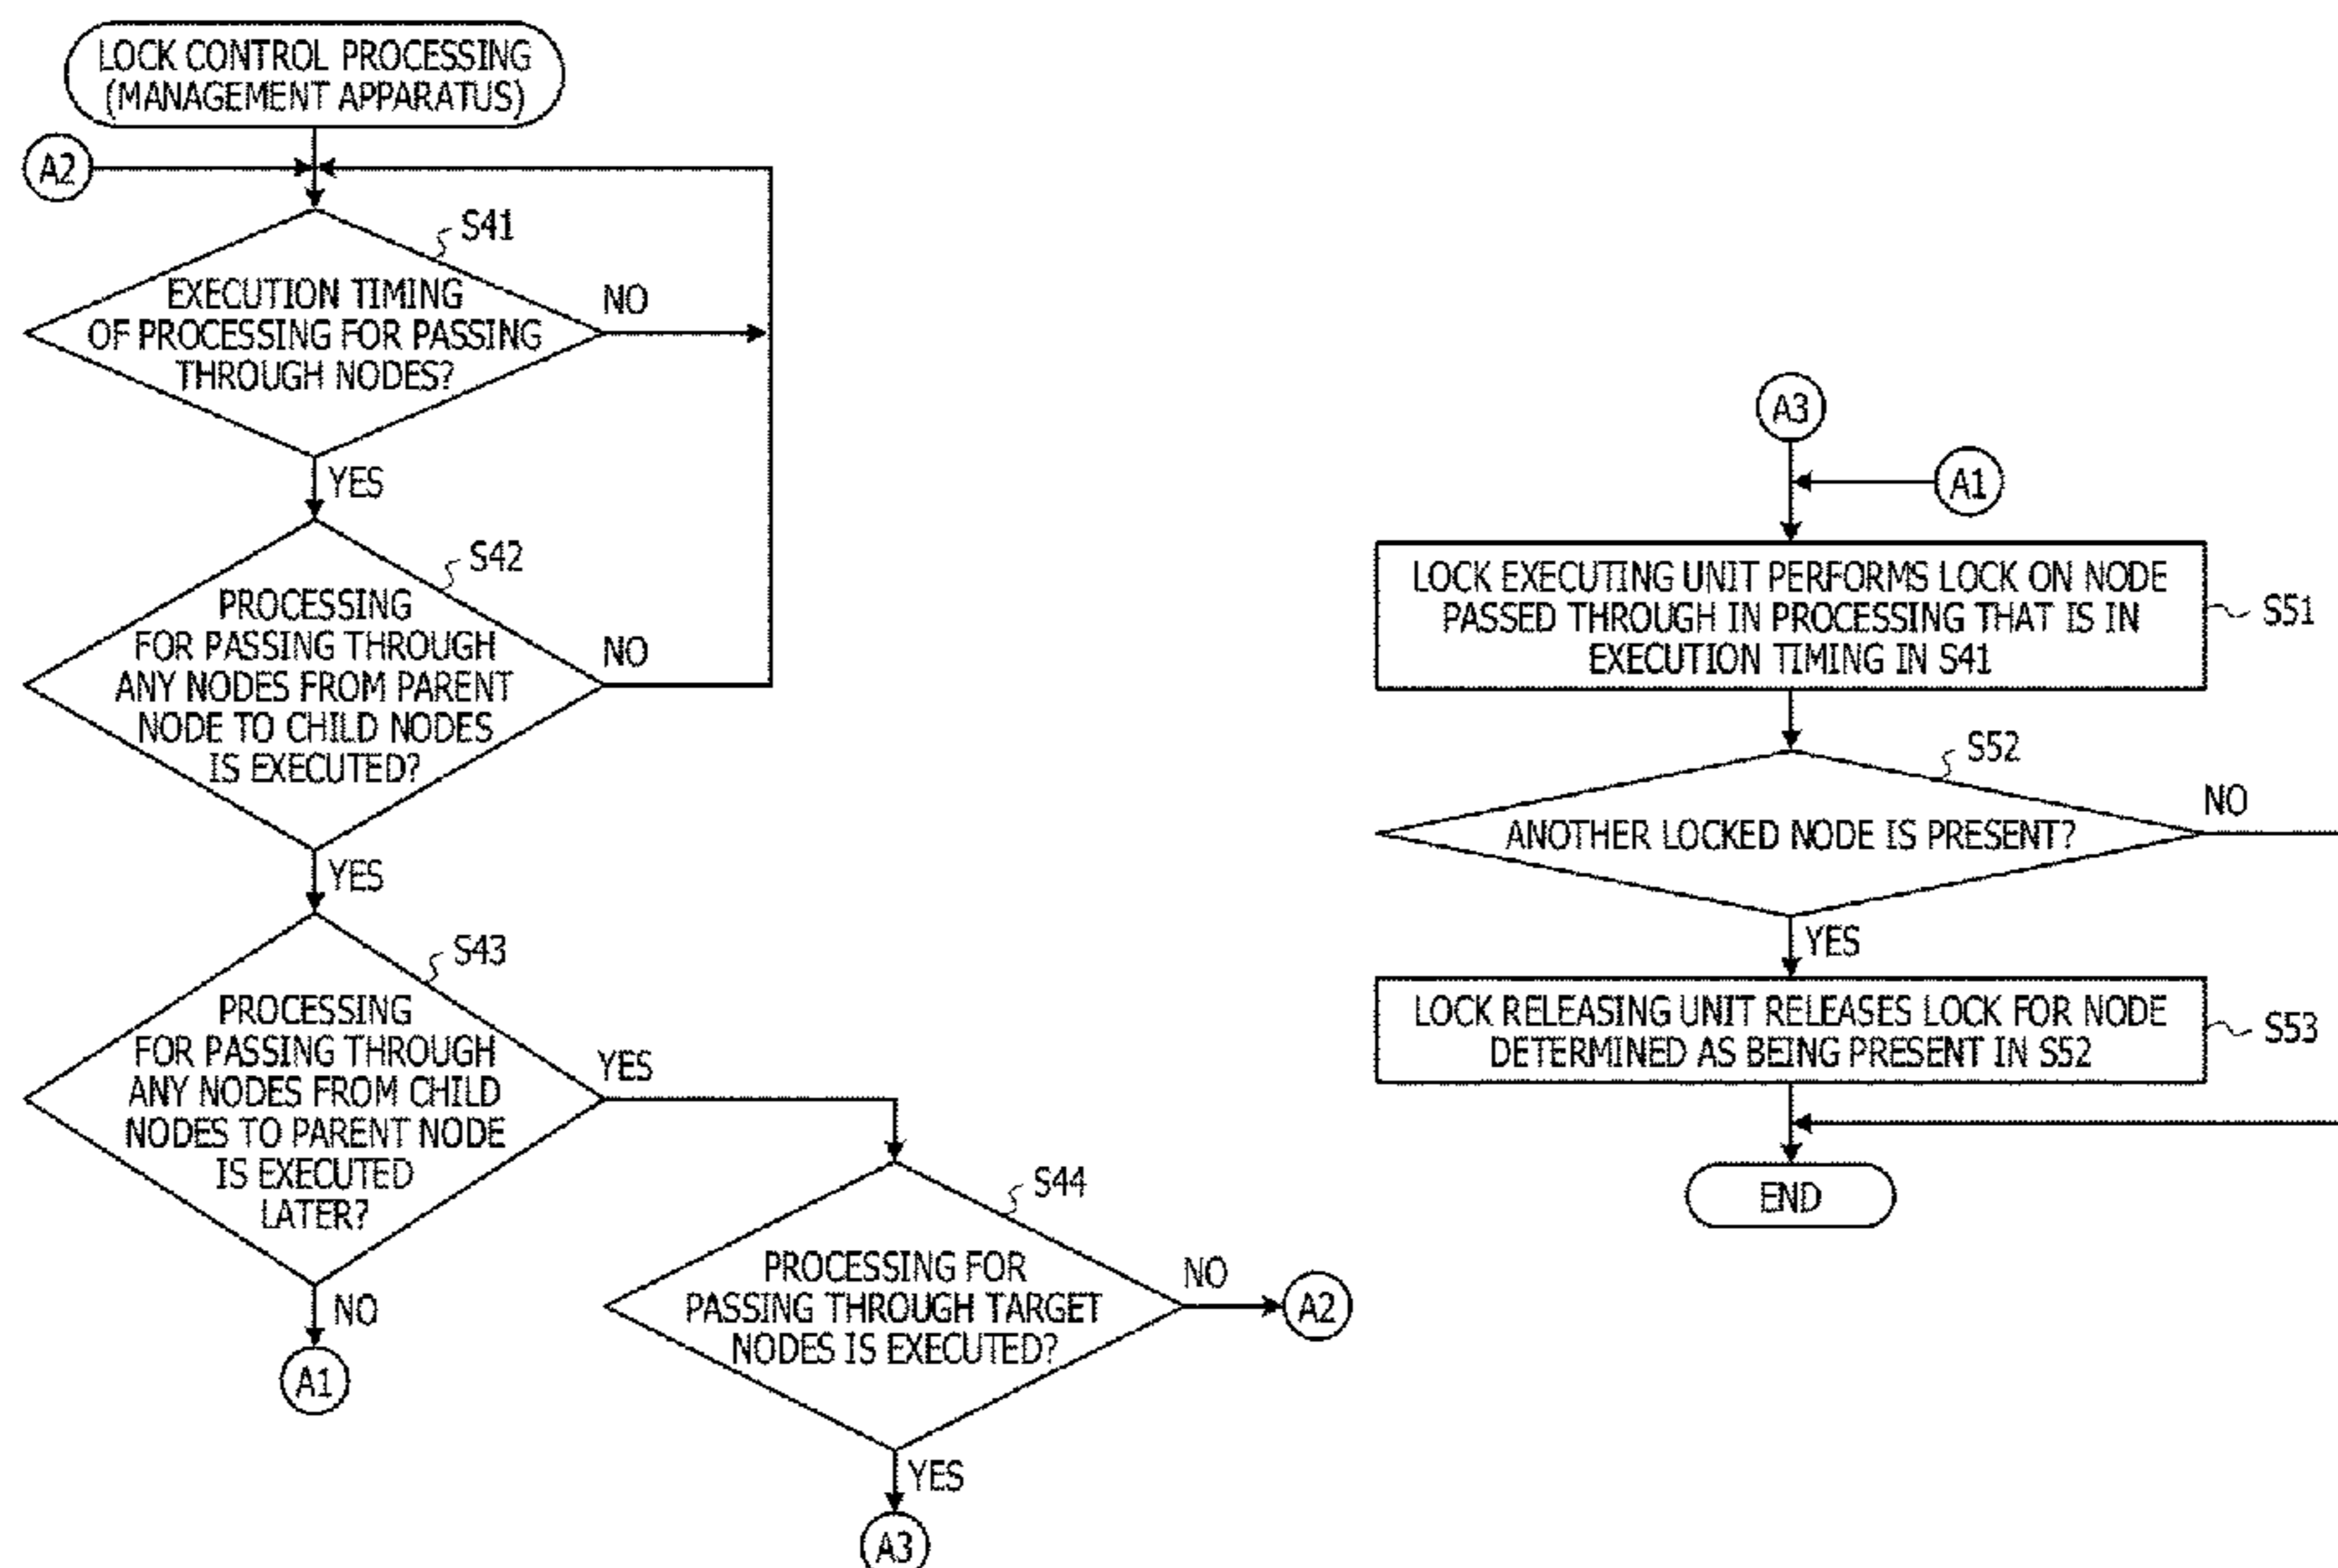 LOCK CONTROL PROCESSING
(MANAGEMENT APPARATUS)
A2
S41
EXECUTION TIMING
OF PROCESSING FOR PASSING
THROUGH NODES?
NO
YES
S42
PROCESSING
FOR PASSING THROUGH
ANY NODES FROM PARENT
NODE TO CHILD NODES
IS EXECUTED?
NO
YES
S43
PROCESSING
FOR PASSING THROUGH
ANY NODES FROM CHILD
NODES TO PARENT NODE
IS EXECUTED
LATER?
YES
NO
A1
S44
PROCESSING FOR
PASSING THROUGH TARGET
NODES IS EXECUTED?
NO
A2
YES
A3
A3
A1
LOCK EXECUTING UNIT PERFORMS LOCK ON NODE
PASSED THROUGH IN PROCESSING THAT IS IN
EXECUTION TIMING IN S41
S51
S52
ANOTHER LOCKED NODE IS PRESENT?
NO
YES
LOCK RELEASING UNIT RELEASES LOCK FOR NODE
DETERMINED AS BEING PRESENT IN S52
S53
END